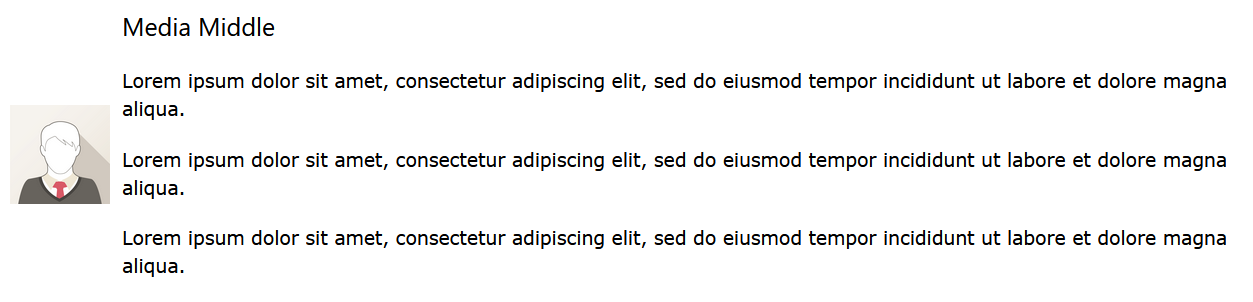 Media Middle
Lorem ipsum dolor sit amet, consectetur adipiscing elit, sed do eiusmod tempor incididunt ut labore et dolore magna
aliqua.
Lorem ipsum dolor sit amet, consectetur adipiscing elit, sed do eiusmod tempor incididunt ut labore et dolore magna
aliqua.
Lorem ipsum dolor sit amet, consectetur adipiscing elit, sed do eiusmod tempor incididunt ut labore et dolore magna
aliqua.